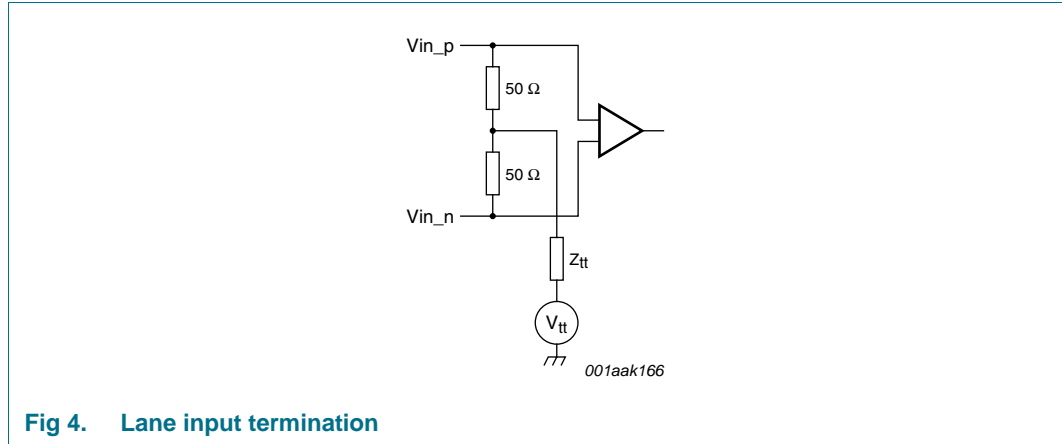 Vin_p
50 Ω
50 Ω
Vin_n
Ztt
Vtt
001aak166
Fig 4. Lane input termination